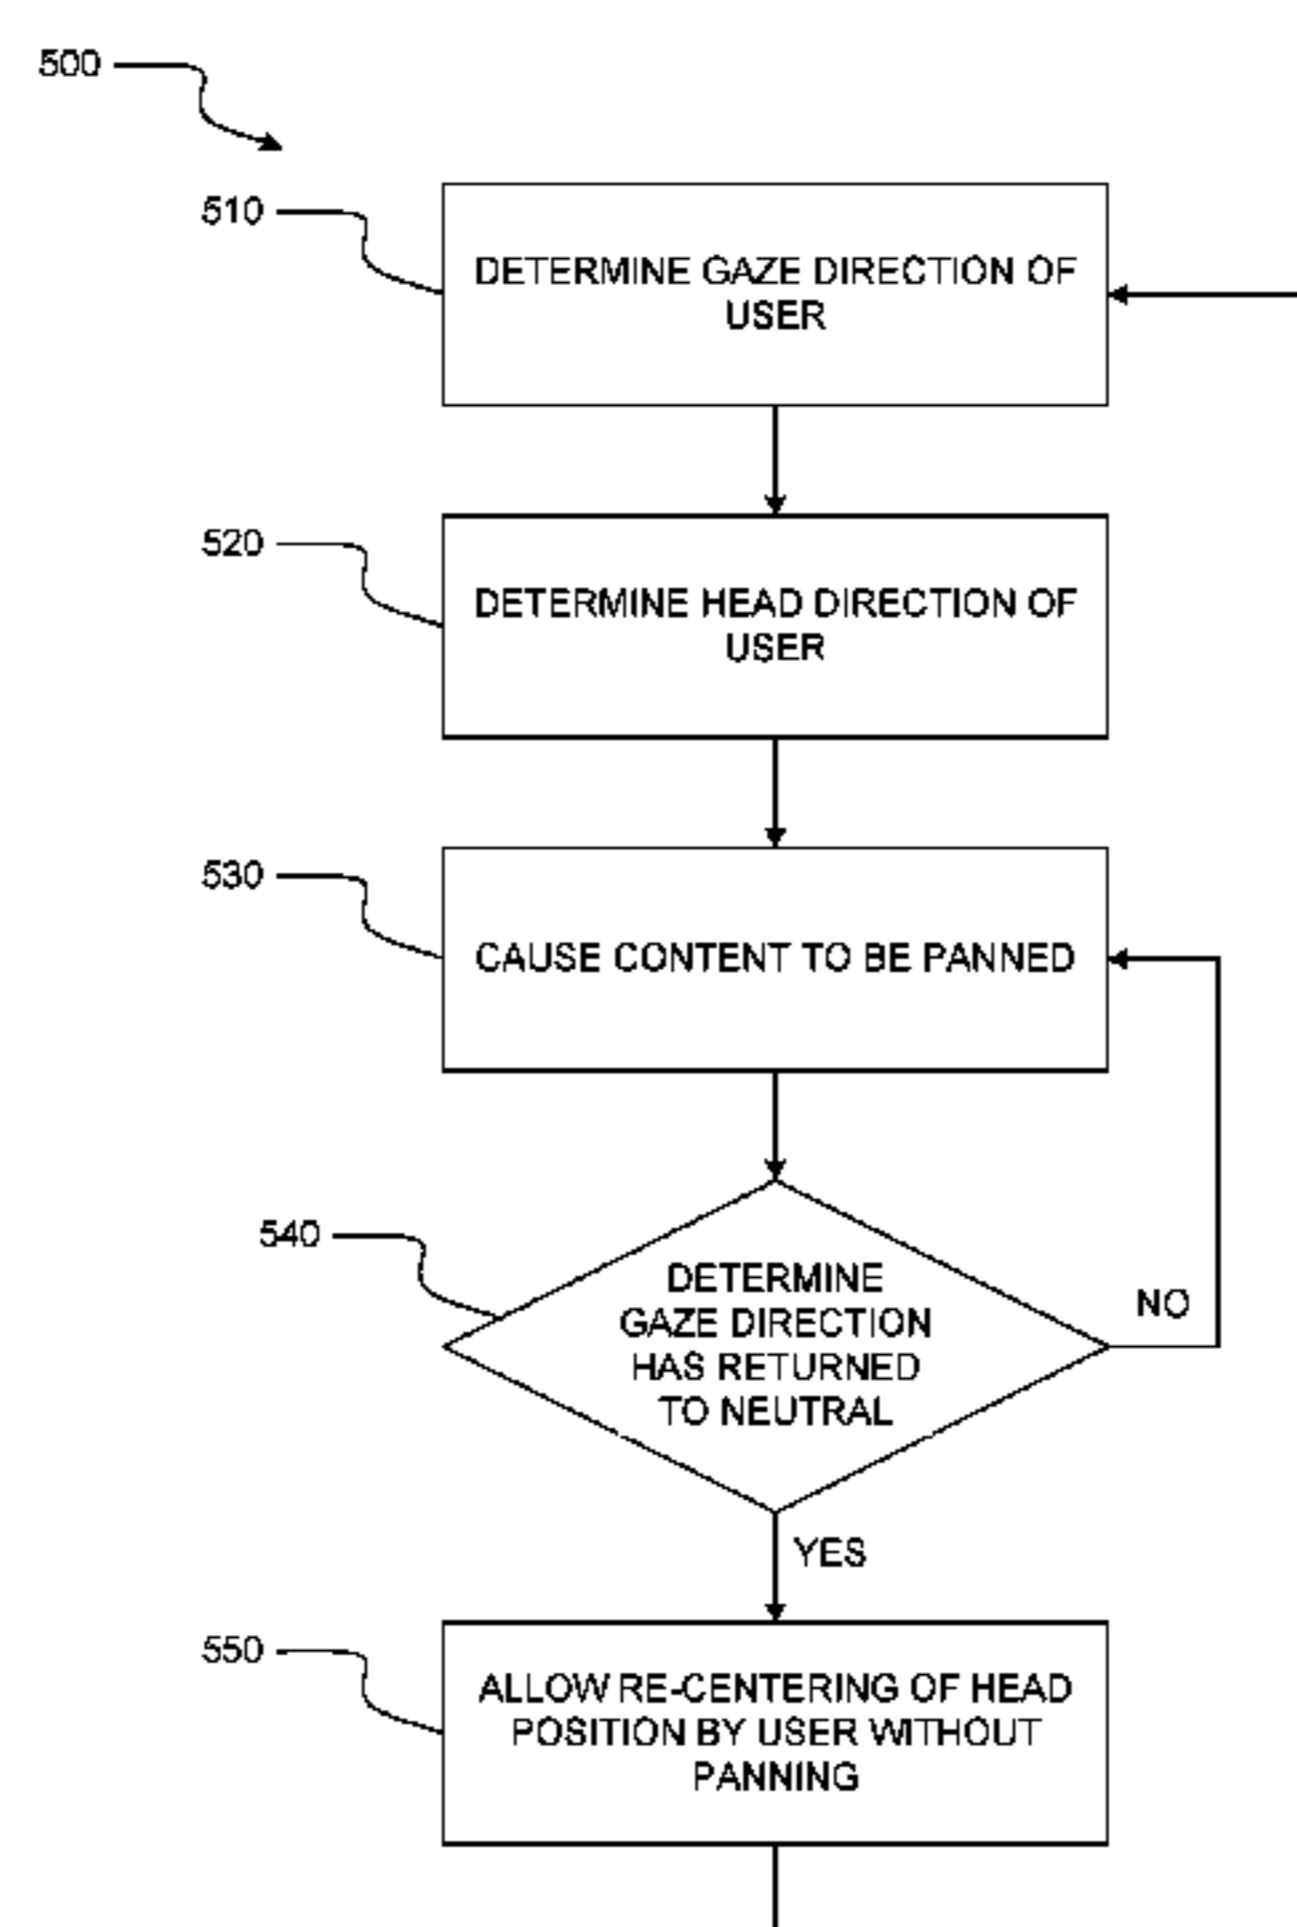 500
510
DETERMINE GAZE DIRECTION OF
USER
520
DETERMINE HEAD DIRECTION OF
USER
530
CAUSE CONTENT TO BE PANNED
540
DETERMINE
GAZE DIRECTION
HAS RETURNED
TO NEUTRAL
NO
YES
550
ALLOW RE-CENTERING OF HEAD
POSITION BY USER WITHOUT
PANNING